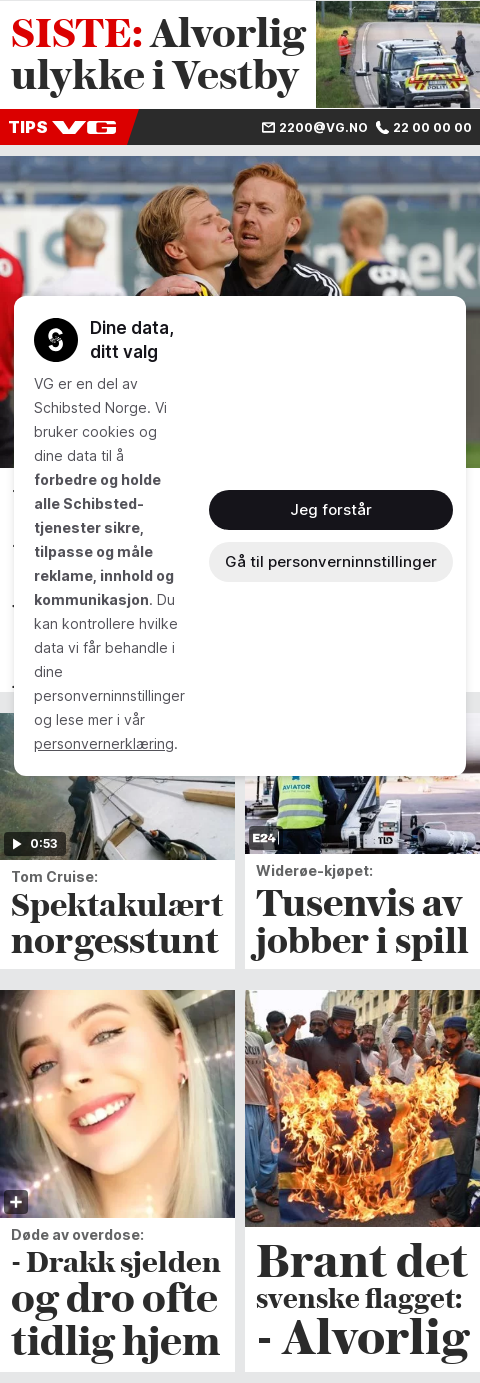 SISTE: Alvorlig
ulykke i Vestby
POLITI
TIPS VG
2200@VG.NO 22 00 00 00
Dine data,
ditt valg
VG er en del av
Schibsted Norge. Vi
bruker cookies og
dine data til å
forbedre og holde
alle Schibsted-
tjenester sikre,
tilpasse og måle
reklame, innhold og
kommunikasjon. Du
kan kontrollere hvilke
data vi får behandle i
dine
personverninnstillinger
og lese mer i vår
personvernerklæring.
Jeg forstår
Gå til personverninnstillinger
0:53
Tom Cruise:
Spektakulært
norgesstunt
AVIATOR
TLD
E24
Widerøe-kjøpet:
Tusenvis av
jobber i spill
Døde av overdose:
- Drakk sjelden
og dro ofte
tidlig hjem
Brant det
svenske flagget:
- Alvorlig